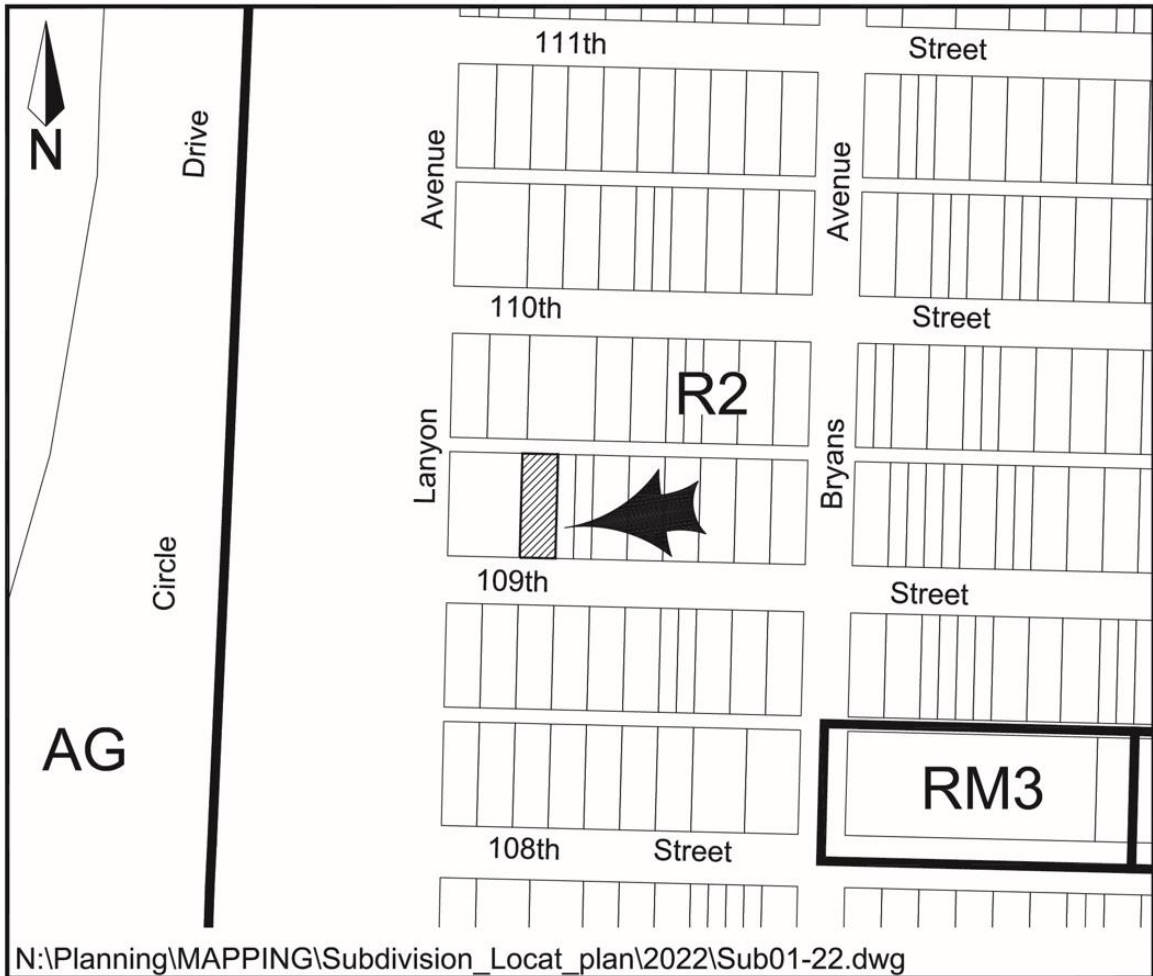 111th Street
N
Drive
Avenue
Avenue
110th Street
R2
Lanyon
Bryans
Circle
109th Street
AG
RM3
108th Street
N:\Planning\MAPPING\Subdivision_Locat_plan\2022\Sub01-22.dwg